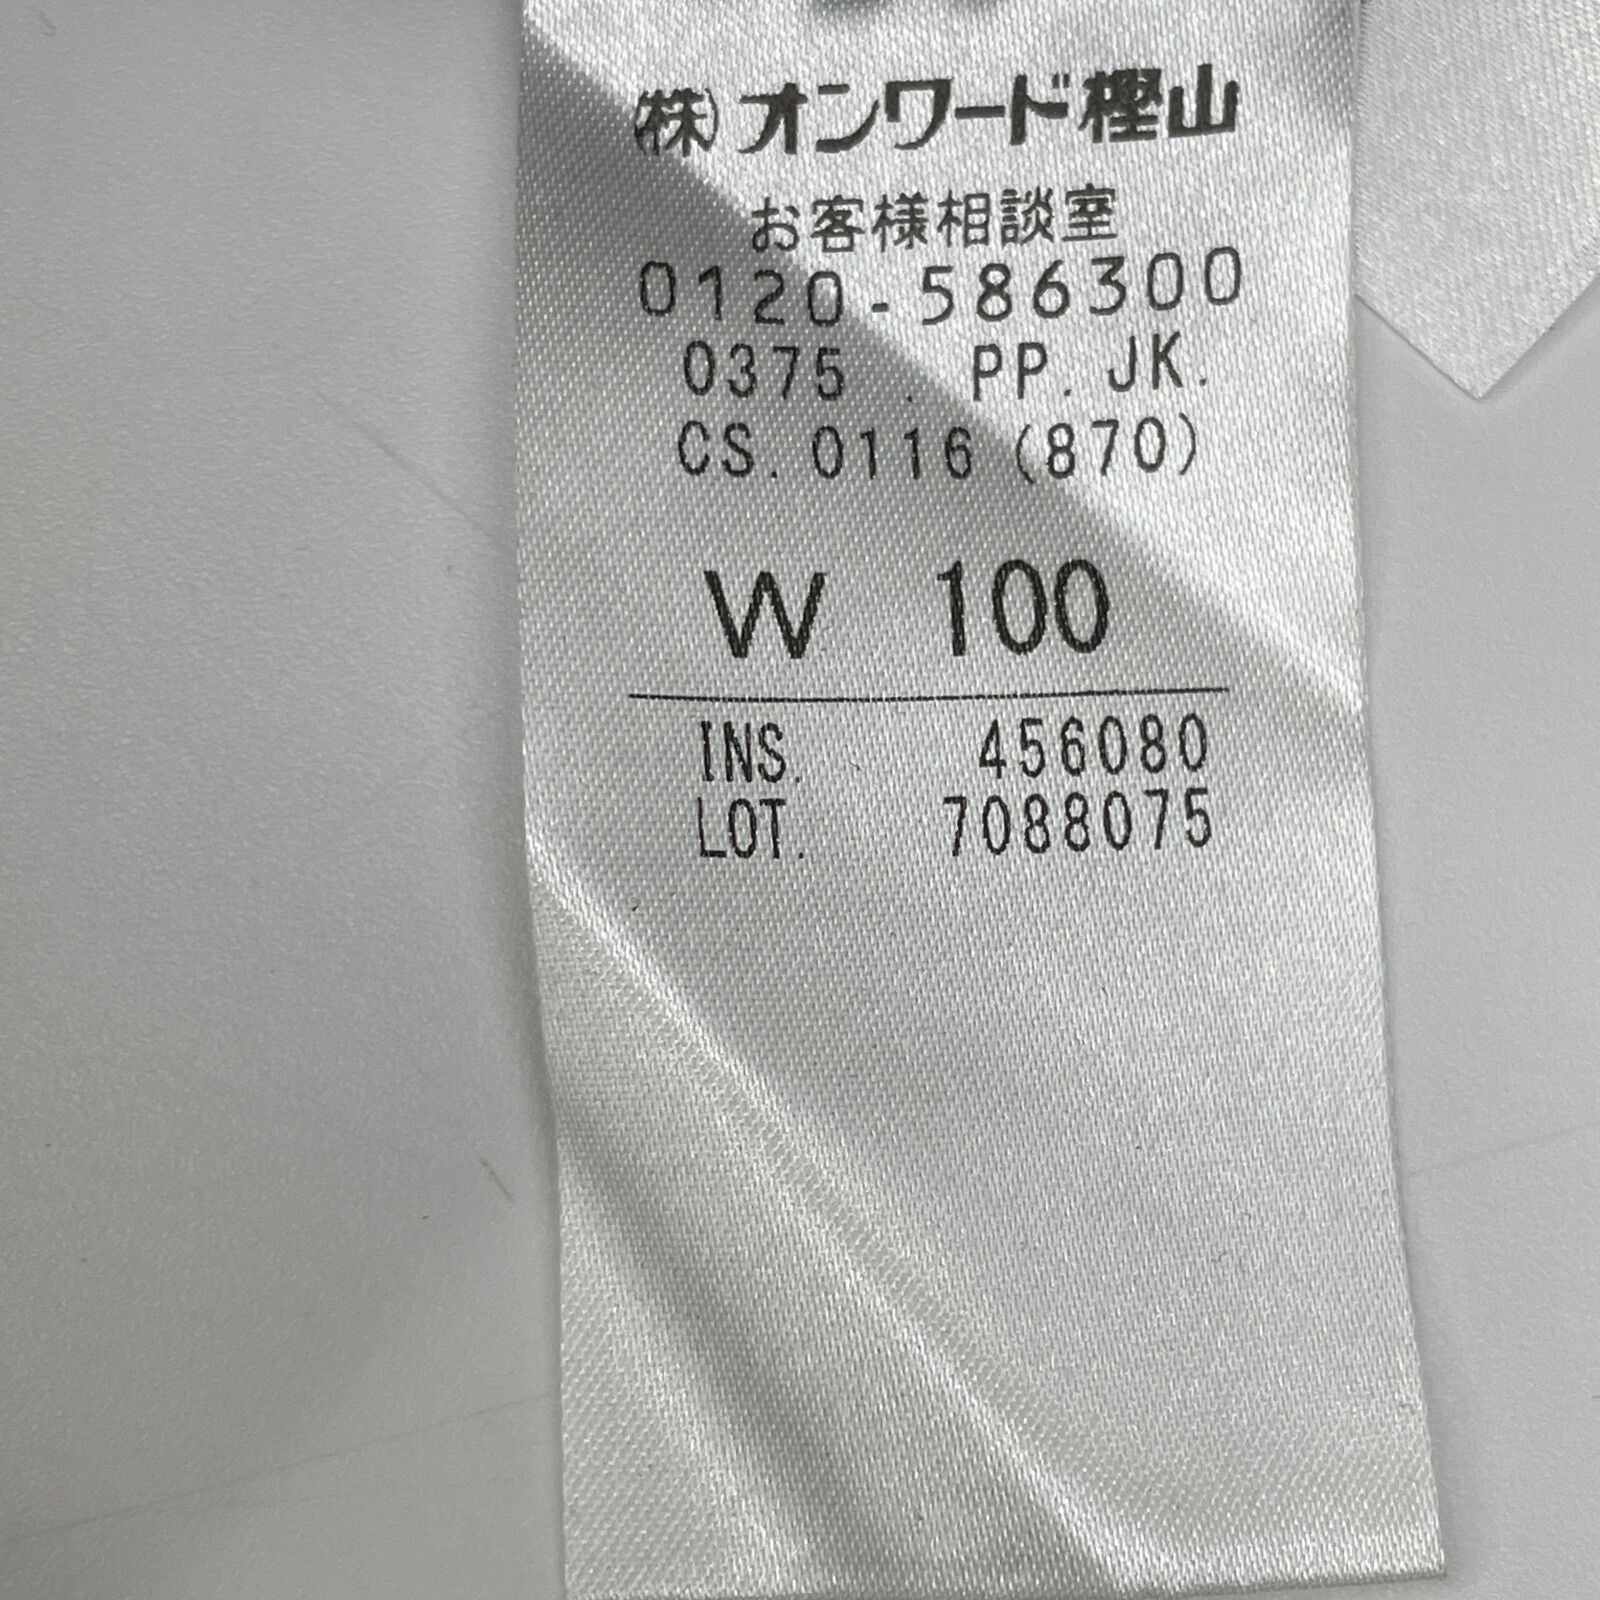 (株)オンワード樫山
お客様相談室
0120-586300
0375 . PP. JK.
CS. 0116 (870)
W 100
INS. 456080
LOT. 7088075